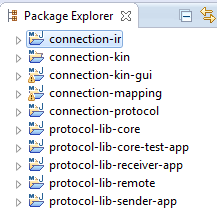 Package Explorer
connection-ir
connection-kin
connection-kin-gui
connection-mapping
connection-protocol
protocol-lib-core
protocol-lib-core-test-app
protocol-lib-receiver-app
protocol-lib-remote
protocol-lib-sender-app